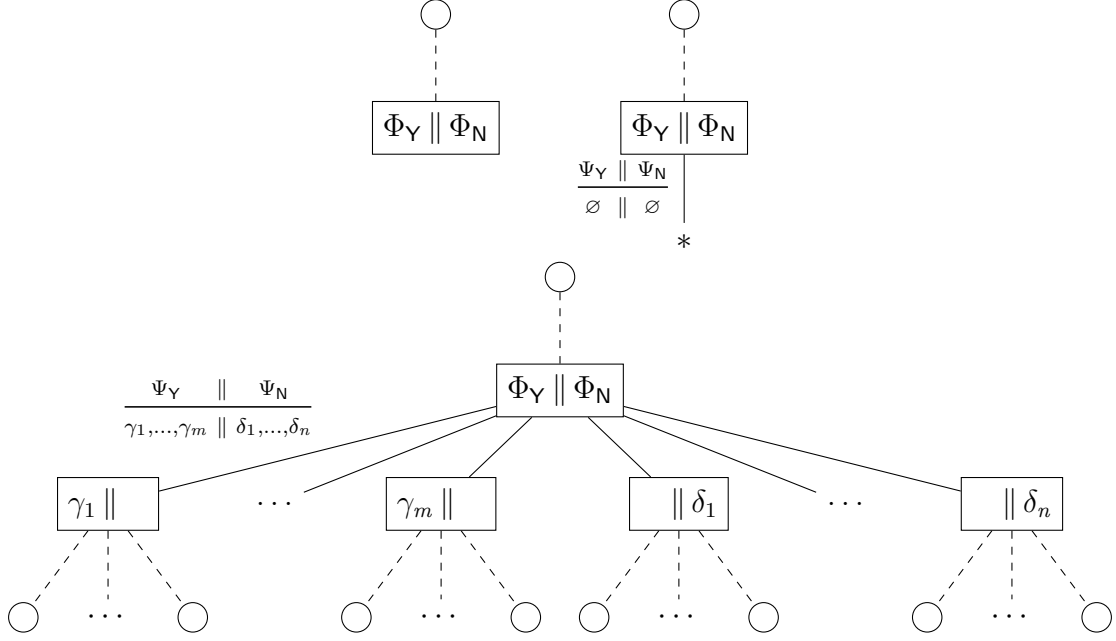 Φ_Y ∥ Φ_N Φ_Y ∥ Φ_N
Ψ_Y ∥ Ψ_N
∅ ∥ ∅
*
Φ_Y ∥ Φ_N
Ψ_Y ∥ Ψ_N
γ_1,...,γ_m ∥ δ_1,...,δ_n
γ_1 ∥ ··· γ_m ∥ ∥ δ_1 ··· ∥ δ_n
··· ··· ··· ···